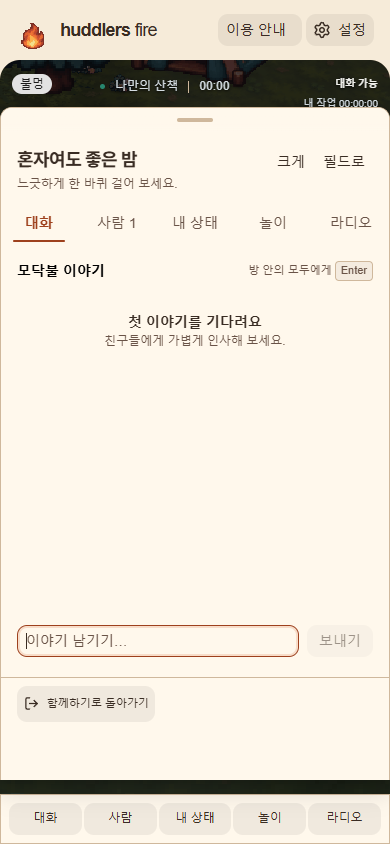 huddlers fire
이용 안내
설정
불멍
나만의 산책 | 00:00
대화 가능
내 작업 00:00:00
혼자여도 좋은 밤
크게
필드로
느긋하게 한 바퀴 걸어 보세요.
대화
사람 1
내 상태
놀이
라디오
모닥불 이야기
방 안의 모두에게 Enter
첫 이야기를 기다려요
친구들에게 가볍게 인사해 보세요.
이야기 남기기...
보내기
함께하기로 돌아가기
대화
사람
내 상태
놀이
라디오